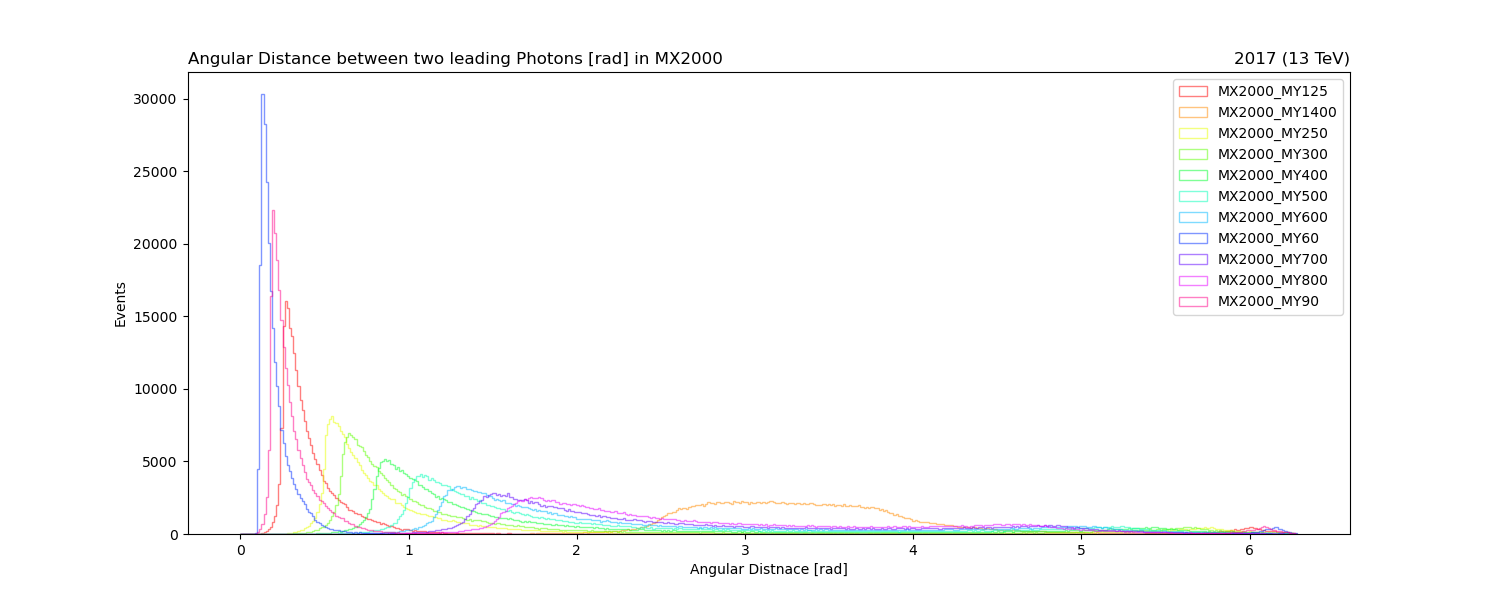 Angular Distance between two leading Photons [rad] in MX2000
2017 (13 TeV)
30000
25000
20000
15000
10000
5000
0
Events
MX2000_MY125
MX2000_MY1400
MX2000_MY250
MX2000_MY300
MX2000_MY400
MX2000_MY500
MX2000_MY600
MX2000_MY60
MX2000_MY700
MX2000_MY800
MX2000_MY90
0 1 2 3 4 5 6
Angular Distnace [rad]